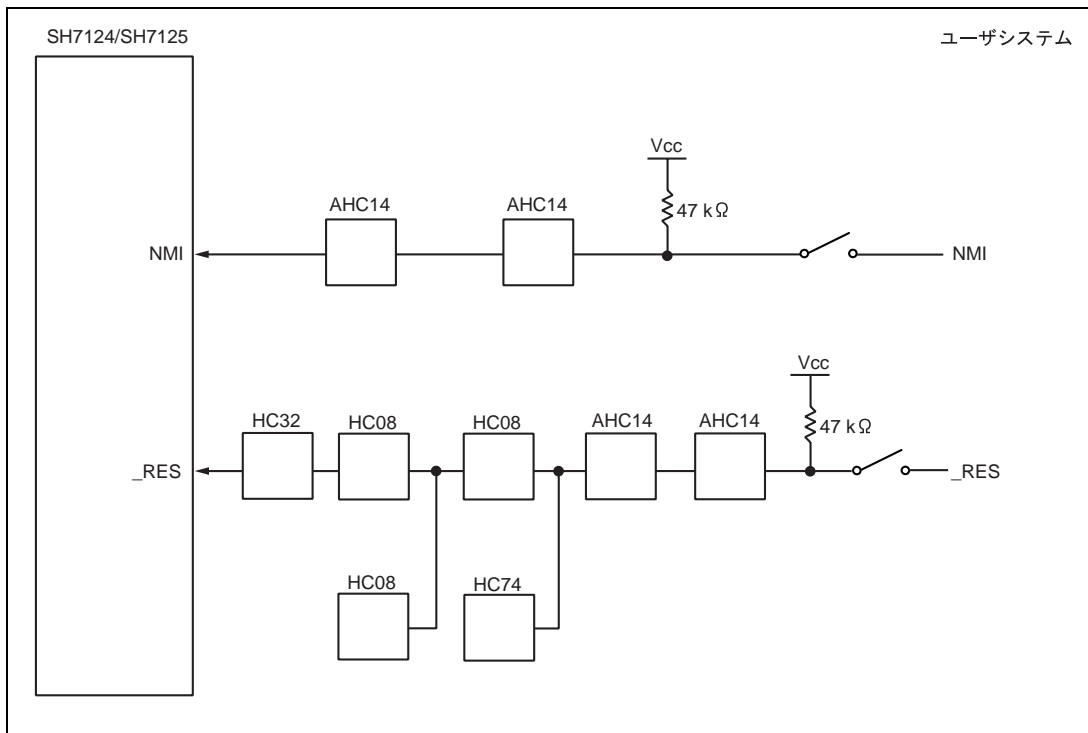 SH7124/SH7125
ユーザシステム
Vcc
47 kΩ
AHC14
AHC14
NMI
NMI
Vcc
47 kΩ
HC32
HC08
HC08
AHC14
AHC14
_RES
_RES
HC08
HC74